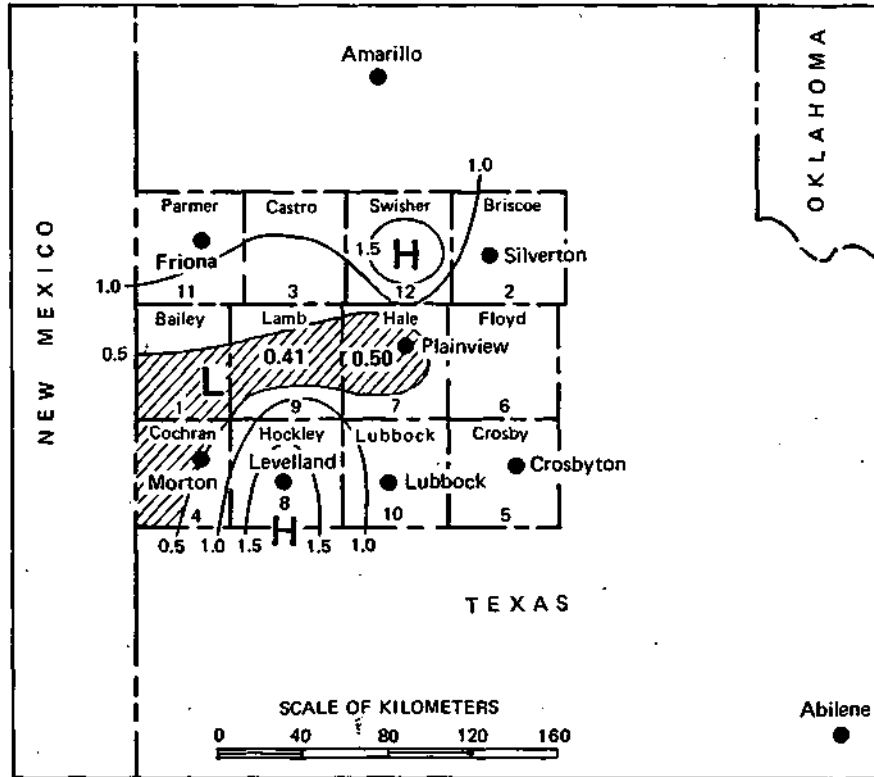 Amarillo
OKLAHOMA
1.0
Parmer Castro Swisher Briscoe
1.5 H
Friona Silverton
1.0
11 3 12 2
NEW MEXICO
Bailey Lamb Hale Floyd
0.5 0.41 0.50 Plainview
L
1 9 7 6
Cochran Hockley Lubbock Crosby
Levelland Crosbyton
Morton Lubbock
8
4 H 10 5
0.5 1.0 1.5 1.5 1.0
TEXAS
SCALE OF KILOMETERS
0 40 80 120 160
Abilene